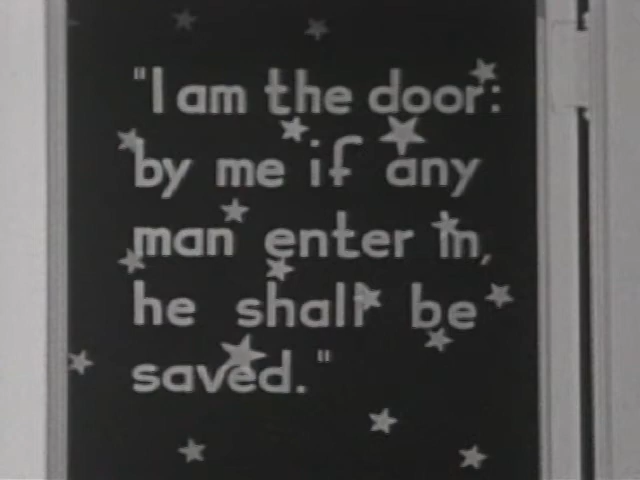 "I am the door:
by me if any
man enter in,
he shall be
saved."